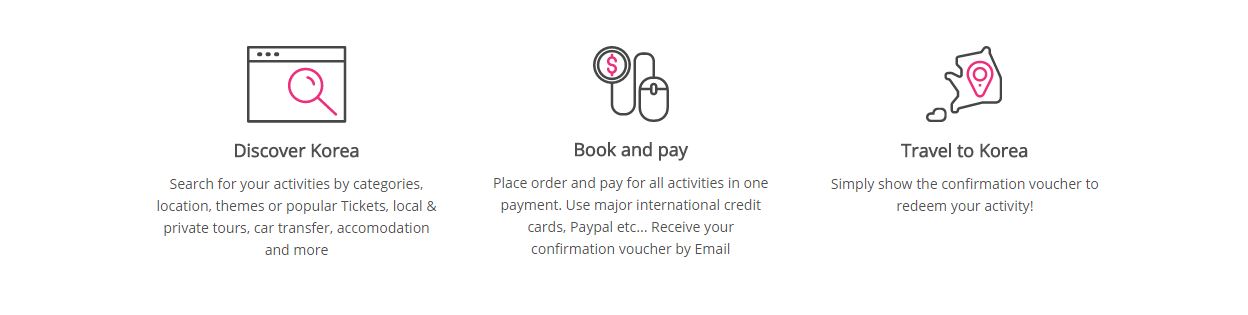 Discover Korea
Search for your activities by categories,
location, themes or popular Tickets, local &
private tours, car transfer, accomodation
and more
$
Book and pay
Place order and pay for all activities in one
payment. Use major international credit
cards, Paypal etc... Receive your
confirmation voucher by Email
Travel to Korea
Simply show the confirmation voucher to
redeem your activity!